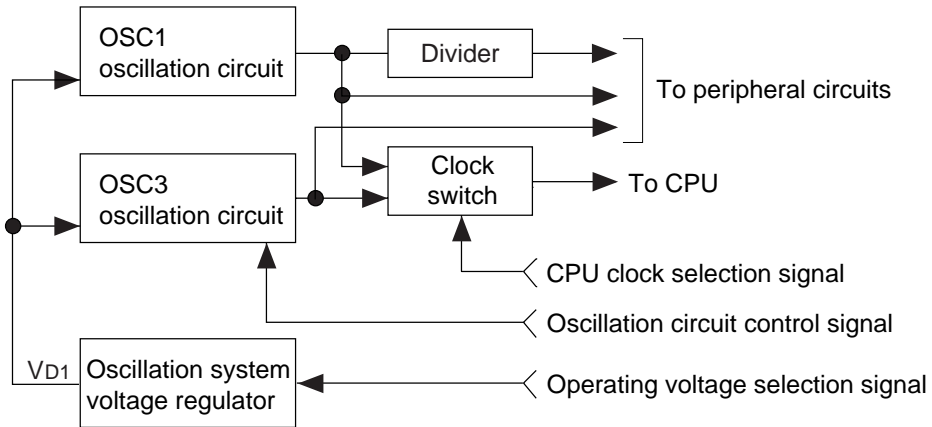 OSC1
oscillation circuit
Divider
To peripheral circuits
OSC3
oscillation circuit
Clock
switch
To CPU
CPU clock selection signal
Oscillation circuit control signal
VD1
Oscillation system
voltage regulator
Operating voltage selection signal